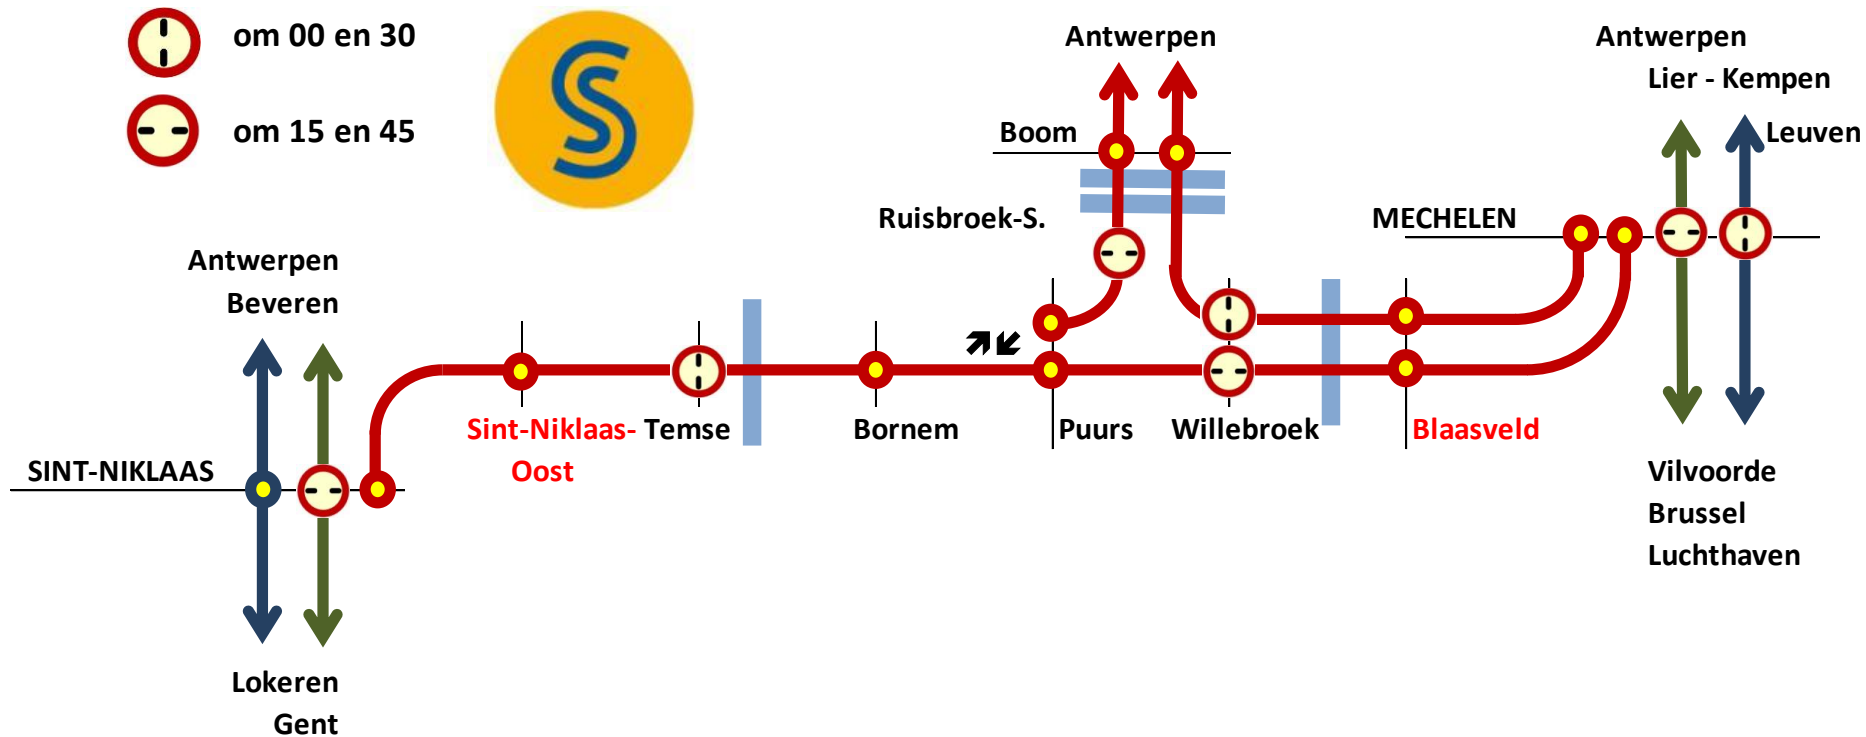 om 00 en 30
om 15 en 45
Antwerpen
Boom
Ruisbroek-S.
Antwerpen
Lier - Kempen
Leuven
MECHELEN
Antwerpen
Beveren
SINT-NIKLAAS
Sint-Niklaas-
Oost
Temse
Bornem
Puurs
Willebroek
Blaasveld
Vilvoorde
Brussel
Luchthaven
Lokeren
Gent